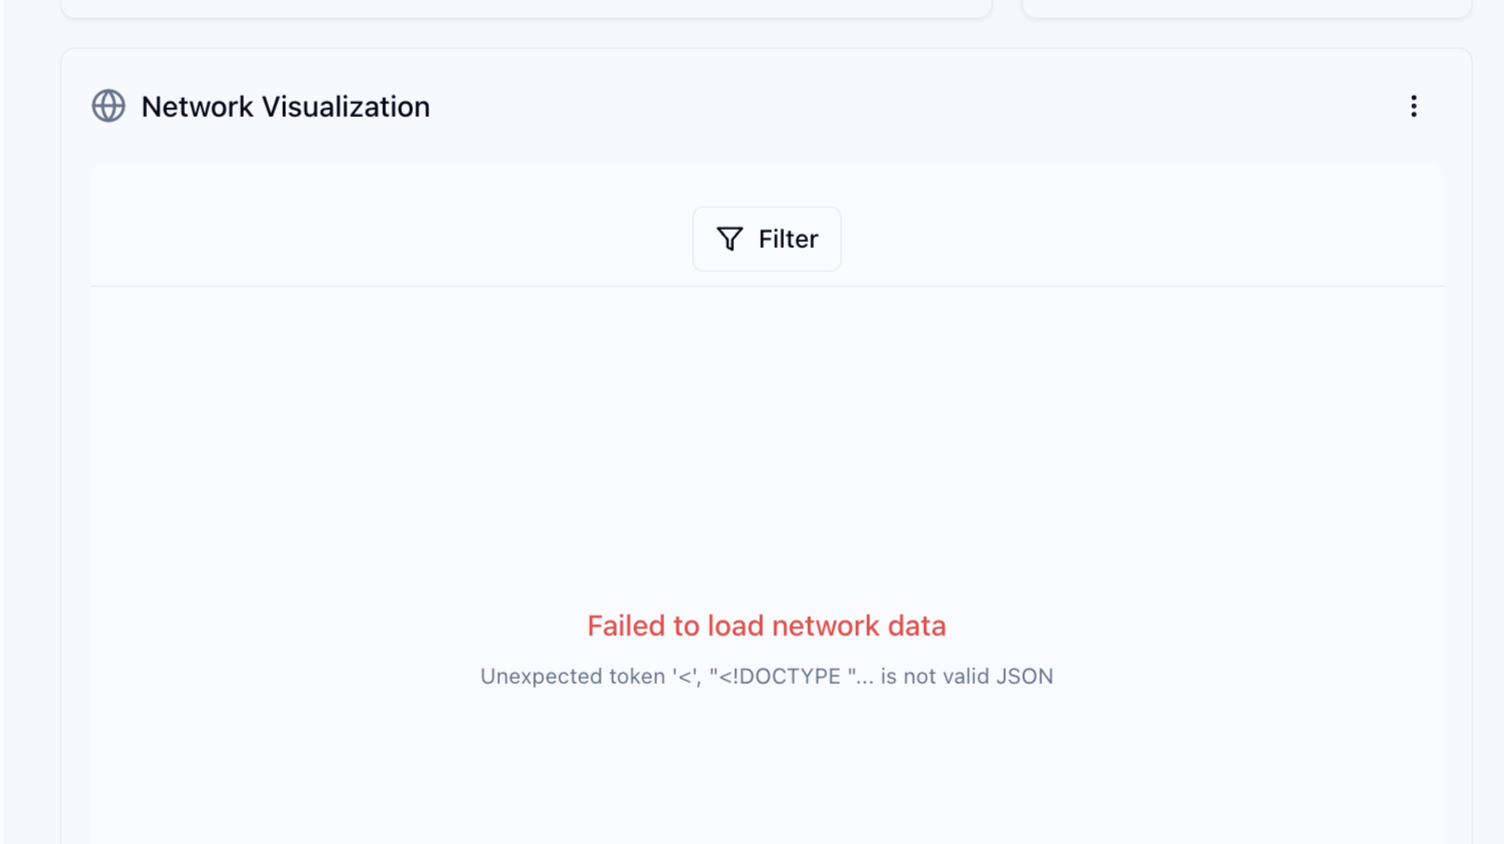 Network Visualization
Filter
Failed to load network data
Unexpected token '<', "<!DOCTYPE "... is not valid JSON